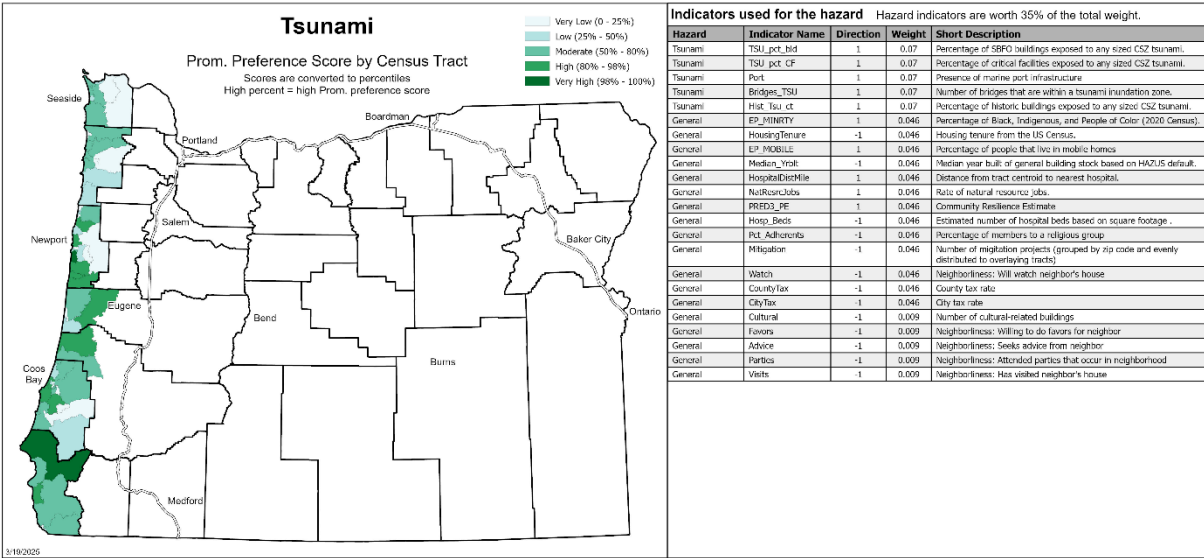 Tsunami
Prom. Preference Score by Census Tract
Scores are converted to percentiles
High percent = high Prom. preference score
Very Low (0 - 25%)
Low (25% - 50%)
Moderate (50% - 80%)
High (80% - 98%)
Very High (98% - 100%)
Seaside
Portland
Boardman
Salem
Newport
Baker City
Eugene
Bend
Ontario
Burns
Coos
Bay
Medford
3/19/2025
Indicators used for the hazard Hazard indicators are worth 35% of the total weight.
Hazard Indicator Name Direction Weight Short Description
Tsunami TSU_pct_bld 1 0.07 Percentage of SBFO buildings exposed to any sized CSZ tsunami.
Tsunami TSU_pct_CF 1 0.07 Percentage of critical facilities exposed to any sized CSZ tsunami.
Tsunami Port 1 0.07 Presence of marine port infrastructure
Tsunami Bridges_TSU 1 0.07 Number of bridges that are within a tsunami inundation zone.
Tsunami Hist_Tsu_ct 1 0.07 Percentage of historic buildings exposed to any sized CSZ tsunami.
General EP_MINRTY 1 0.046 Percentage of Black, Indigenous, and People of Color (2020 Census).
General HousingTenure -1 0.046 Housing tenure from the US Census.
General EP_MOBILE 1 0.046 Percentage of people that live in mobile homes
General Median_Yrblt -1 0.046 Median year built of general building stock based on HAZUS default.
General HospitalDistMile 1 0.046 Distance from tract centroid to nearest hospital.
General NatResrcJobs 1 0.046 Rate of natural resource jobs.
General PRED3_PE 1 0.046 Community Resilience Estimate
General Hosp_Beds -1 0.046 Estimated number of hospital beds based on square footage .
General Pct_Adherents -1 0.046 Percentage of members to a religious group
General Mitigation -1 0.046 Number of migitation projects (grouped by zip code and evenly
distributed to overlaying tracts)
General Watch -1 0.046 Neighborliness: Will watch neighbor's house
General CountyTax -1 0.046 County tax rate
General CityTax -1 0.046 City tax rate
General Cultural -1 0.009 Number of cultural-related buildings
General Favors -1 0.009 Neighborliness: Willing to do favors for neighbor
General Advice -1 0.009 Neighborliness: Seeks advice from neighbor
General Parties -1 0.009 Neighborliness: Attended parties that occur in neighborhood
General Visits -1 0.009 Neighborliness: Has visited neighbor's house